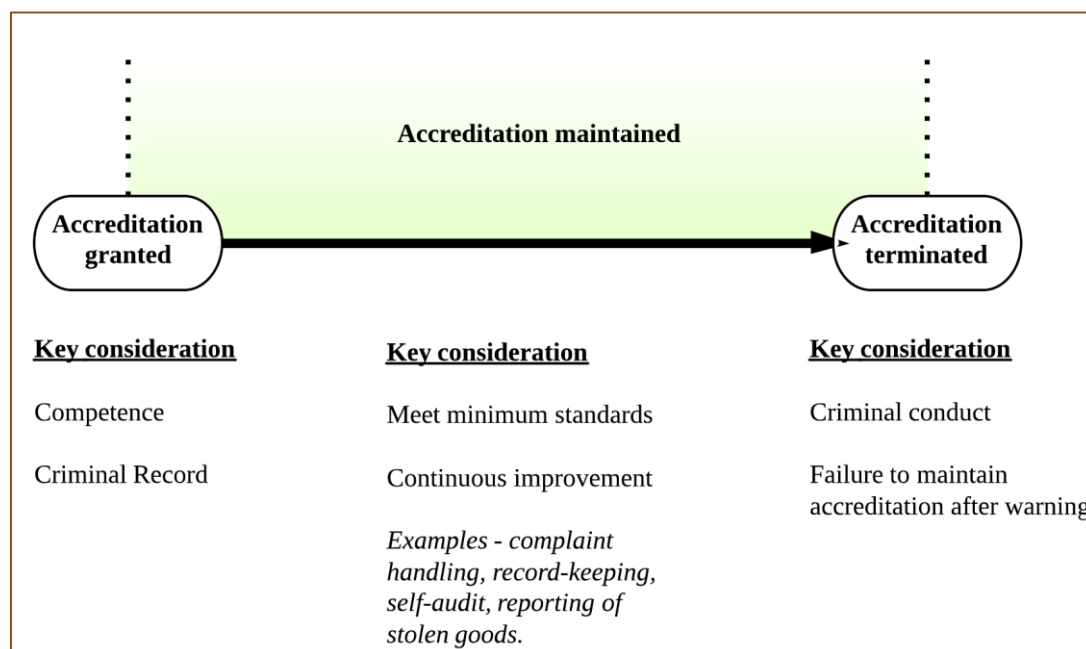 Accreditation maintained
Accreditation
granted
Accreditation
terminated
Key consideration
Competence
Criminal Record
Key consideration
Meet minimum standards
Continuous improvement
Examples - complaint
handling, record-keeping,
self-audit, reporting of
stolen goods.
Key consideration
Criminal conduct
Failure to maintain
accreditation after warning